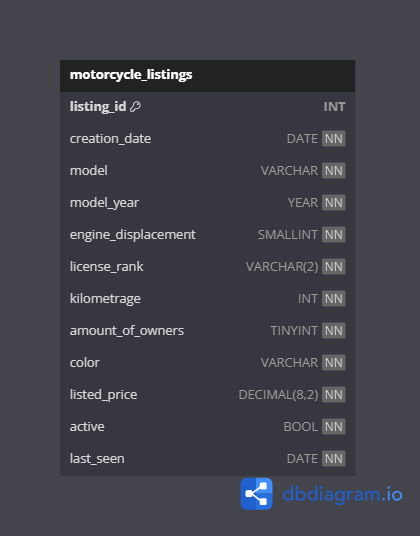 motorcycle_listings
listing_id INT
creation_date DATE NN
model VARCHAR NN
model_year YEAR NN
engine_displacement SMALLINT NN
license_rank VARCHAR(2) NN
kilometrage INT NN
amount_of_owners TINYINT NN
color VARCHAR NN
listed_price DECIMAL(8,2) NN
active BOOL NN
last_seen DATE NN
dbdiagram.io